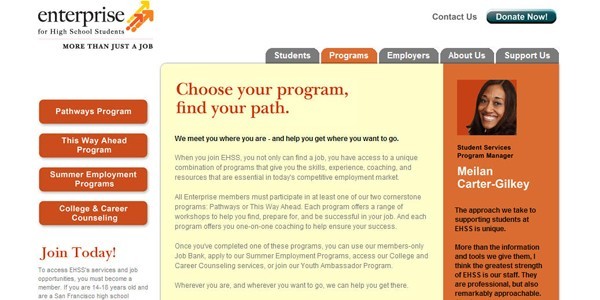 enterprise
for High School Students
MORE THAN JUST A JOB
Contact Us
Donate Now!
Students
Programs
Employers
About Us
Support Us
Pathways Program
This Way Ahead
Program
Summer Employment
Programs
College & Career
Counseling
Join Today!
To access EHSS's services and job
opportunities, you must become a
member. If you are 14-18 years old and
are a San Francisco high school
Choose your program,
find your path.
We meet you where you are - and help you get where you want to go.
When you join EHSS, you not only can find a job, you have access to a unique
combination of programs that give you the skills, experience, coaching, and
resources that are essential in today's competitive employment market.
All Enterprise members must participate in at least one of our two cornerstone
programs: Pathways or This Way Ahead. Each program offers a range of
workshops to help you find, prepare for, and be successful in your job. And each
program offers you one-on-one coaching to help ensure your success.
Once you've completed one of these programs, you can use our members-only
Job Bank, apply to our Summer Employment Programs, access our College and
Career Counseling services, or join our Youth Ambassador Program.
Wherever you are, and wherever you want to go, we can help you get there.
Student Services
Program Manager
Meilan
Carter-Gilkey
The approach we take to
supporting students at
EHSS is unique.
More than the information
and tools we give them, I
think the greatest strength
of EHSS is our staff. They
are professional, but also
remarkably approachable.